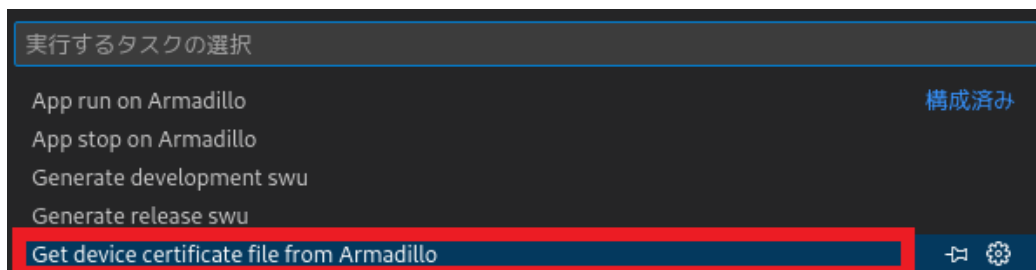 実行するタスクの選択
App run on Armadillo 構成済み
App stop on Armadillo
Generate development swu
Generate release swu
Get device certificate file from Armadillo